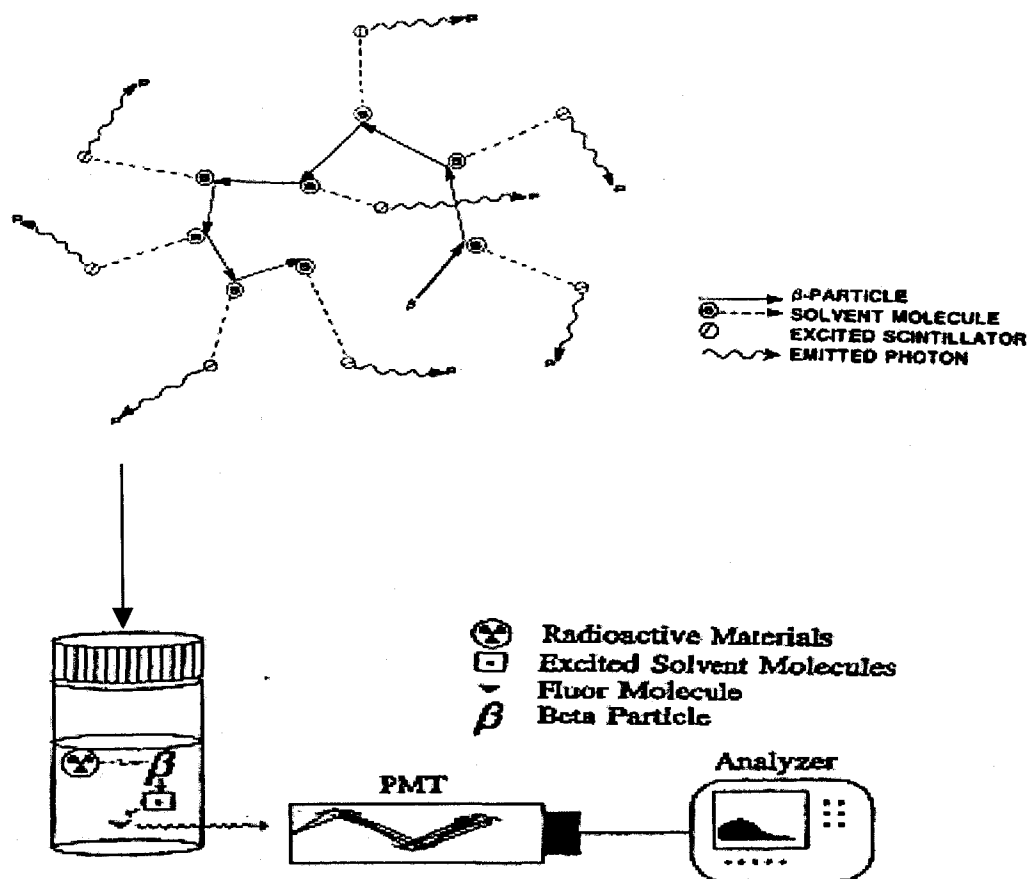 P
P
P
P
P
P
β
P
P
P
β-PARTICLE
SOLVENT MOLECULE
EXCITED SCINTILLATOR
EMITTED PHOTON
Radioactive Materials
Excited Solvent Molecules
Fluor Molecule
β Beta Particle
β
PMT
Analyzer